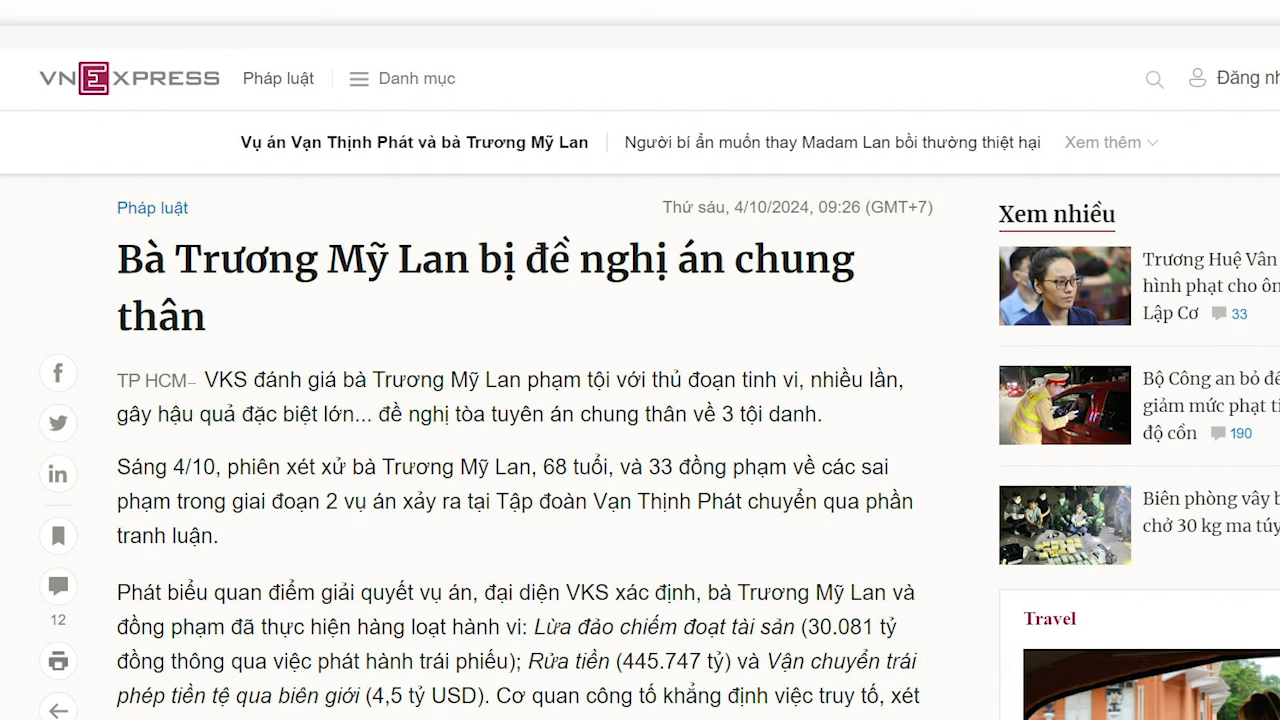 VNEXPRESS Pháp luật Danh mục Đăng nh
Vụ án Vạn Thịnh Phát và bà Trương Mỹ Lan Người bí ẩn muốn thay Madam Lan bồi thường thiệt hại Xem thêm
Pháp luật Thứ sáu, 4/10/2024, 09:26 (GMT+7)
Bà Trương Mỹ Lan bị đề nghị án chung
thân
TP HCM– VKS đánh giá bà Trương Mỹ Lan phạm tội với thủ đoạn tinh vi, nhiều lần,
gây hậu quả đặc biệt lớn... đề nghị tòa tuyên án chung thân về 3 tội danh.
Sáng 4/10, phiên xét xử bà Trương Mỹ Lan, 68 tuổi, và 33 đồng phạm về các sai
phạm trong giai đoạn 2 vụ án xảy ra tại Tập đoàn Vạn Thịnh Phát chuyển qua phần
tranh luận.
Phát biểu quan điểm giải quyết vụ án, đại diện VKS xác định, bà Trương Mỹ Lan và
đồng phạm đã thực hiện hàng loạt hành vi: Lừa đảo chiếm đoạt tài sản (30.081 tỷ
đồng thông qua việc phát hành trái phiếu); Rửa tiền (445.747 tỷ) và Vận chuyển trái
phép tiền tệ qua biên giới (4,5 tỷ USD). Cơ quan công tố khẳng định việc truy tố, xét
12
Xem nhiều
Trương Huệ Vân
hình phạt cho ôn
Lập Cơ 33
Bộ Công an bỏ đề
giảm mức phạt ti
độ cồn 190
Biên phòng vây b
chở 30 kg ma túy
Travel